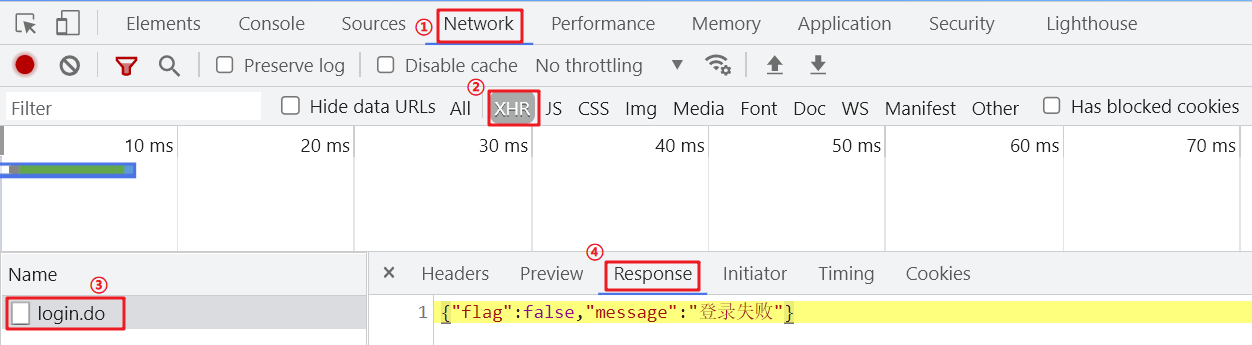 Elements Console Sources ① Network Performance Memory Application Security Lighthouse
Preserve log Disable cache No throttling ▼
②
Filter Hide data URLs All XHR JS CSS Img Media Font Doc WS Manifest Other Has blocked cookies
10 ms 20 ms 30 ms 40 ms 50 ms 60 ms 70 ms
④
Name × Headers Preview Response Initiator Timing Cookies
③
login.do 1 {"flag":false,"message":"登录失败"}